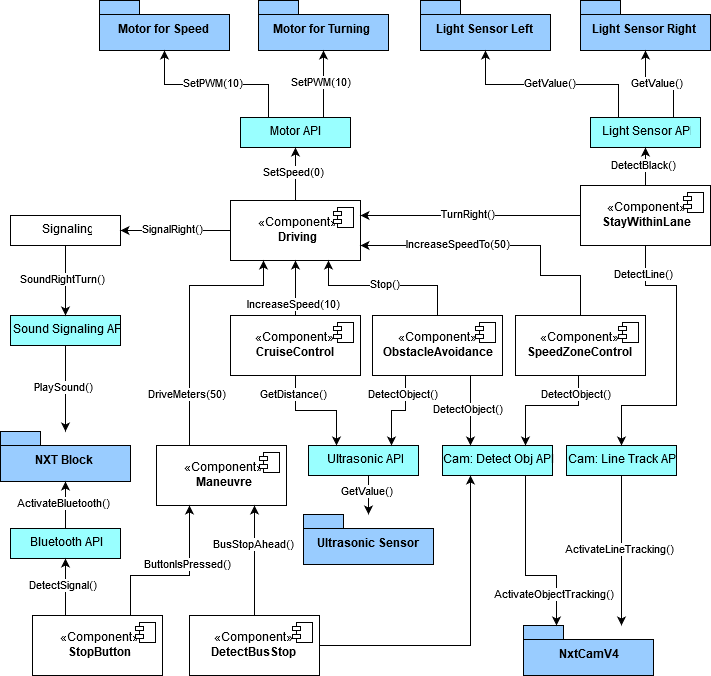 Motor for Speed
Motor for Turning
Light Sensor Left
Light Sensor Right
SetPWM(10)
SetPWM(10)
GetValue()
GetValue()
Motor API
Light Sensor API
DetectBlack()
SetSpeed(0)
«Component»
StayWithinLane
«Component»
Driving
TurnRight()
Signaling
SignalRight()
IncreaseSpeedTo(50)
SoundRightTurn()
DetectLine()
Stop()
IncreaseSpeed(10)
Sound Signaling AP
«Component»
CruiseControl
«Component»
ObstacleAvoidance
«Component»
SpeedZoneControl
PlaySound()
DriveMeters(50)
GetDistance()
DetectObject()
DetectObject()
DetectObject()
NXT Block
«Component»
Maneuvre
Ultrasonic API
Cam: Detect Obj API
Cam: Line Track API
GetValue()
ActivateBluetooth()
Bluetooth API
BusStopAhead()
Ultrasonic Sensor
ActivateLineTracking()
ButtonIsPressed()
DetectSignal()
ActivateObjectTracking()
«Component»
StopButton
«Component»
DetectBusStop
NxtCamV4